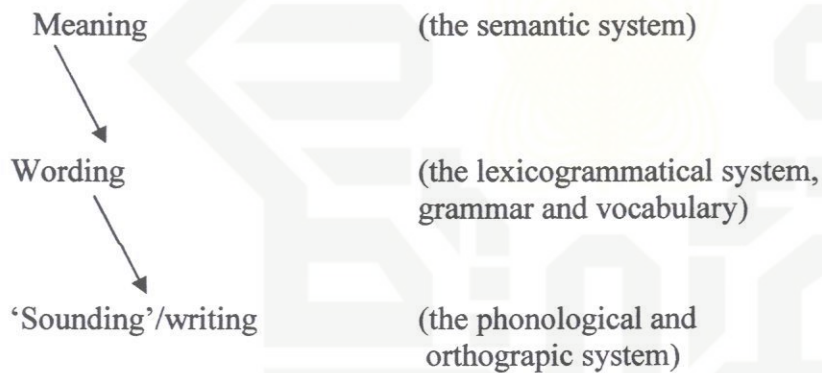 Meaning (the semantic system)
Wording (the lexicogrammatical system,
grammar and vocabulary)
‘Sounding’/writing (the phonological and
orthograpic system)